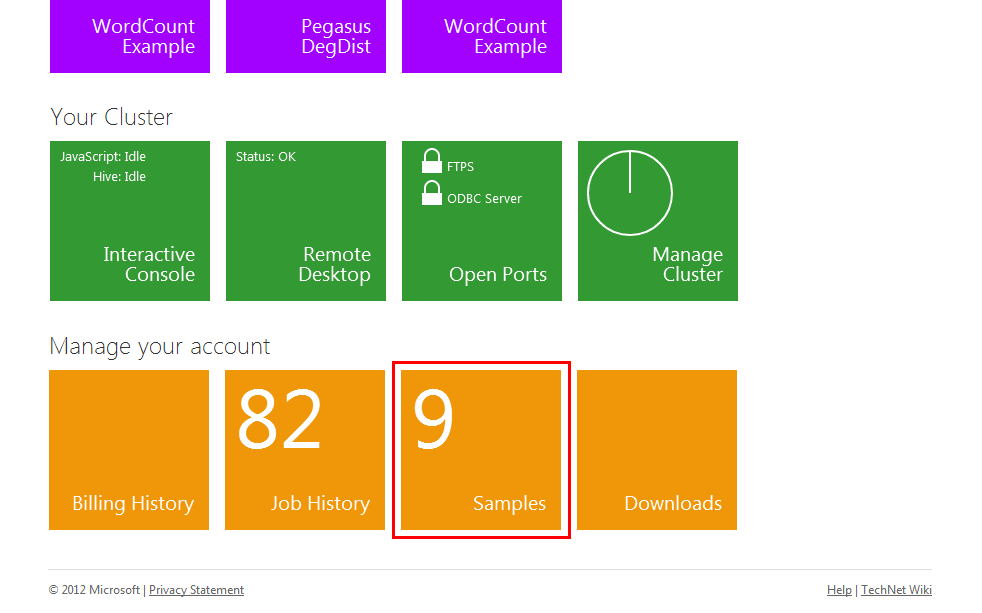 WordCount
Example
Pegasus
DegDist
WordCount
Example
Your Cluster
JavaScript: Idle
Hive: Idle
Interactive
Console
Status: OK
Remote
Desktop
FTPS
ODBC Server
Open Ports
Manage
Cluster
Manage your account
Billing History
82
Job History
9
Samples
Downloads
© 2012 Microsoft | Privacy Statement
Help | TechNet Wiki